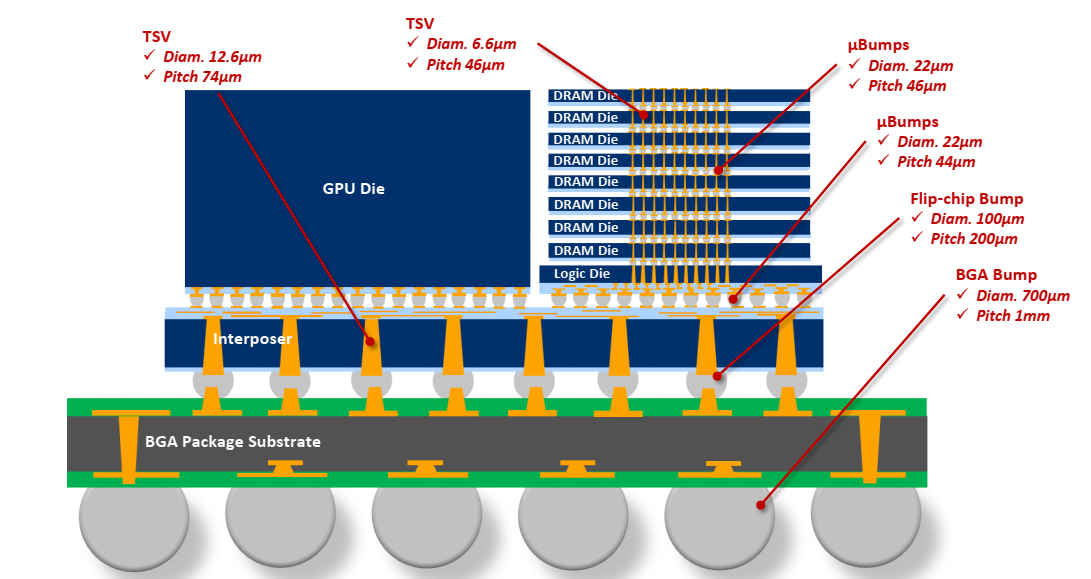 TSV
✓ Diam. 12.6µm
✓ Pitch 74µm
TSV
✓ Diam. 6.6µm
✓ Pitch 46µm
µBumps
✓ Diam. 22µm
✓ Pitch 46µm
µBumps
✓ Diam. 22µm
✓ Pitch 44µm
Flip-chip Bump
✓ Diam. 100µm
✓ Pitch 200µm
BGA Bump
✓ Diam. 700µm
✓ Pitch 1mm
GPU Die
DRAM Die
DRAM Die
DRAM Die
DRAM Die
DRAM Die
DRAM Die
DRAM Die
DRAM Die
Logic Die
Interposer
BGA Package Substrate